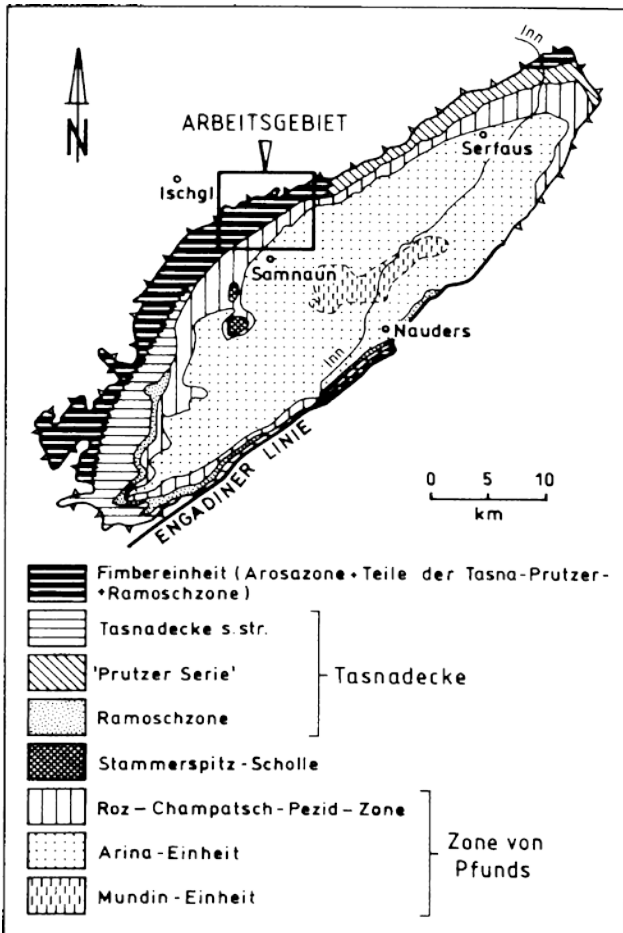 Inn
N
ARBEITSGEBIET
Ischgl
Serfaus
Samnaun
Nauders
Inn
ENGADINER LINIE
0 5 10
km
Fimbereinheit (Arosazone + Teile der Tasna-Prutzer-
+Ramoschzone)
Tasnadecke s. str.
'Prutzer Serie'
Tasnadecke
Ramoschzone
Stammerspitz-Scholle
Roz-Champatsch-Pezid-Zone
Arina-Einheit
Zone von
Pfunds
Mundin-Einheit